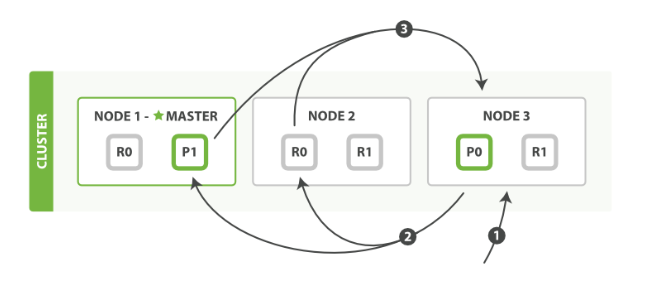 3
CLUSTER
NODE 1 - ★ MASTER
R0 P1
NODE 2
R0 R1
NODE 3
P0 R1
2
1